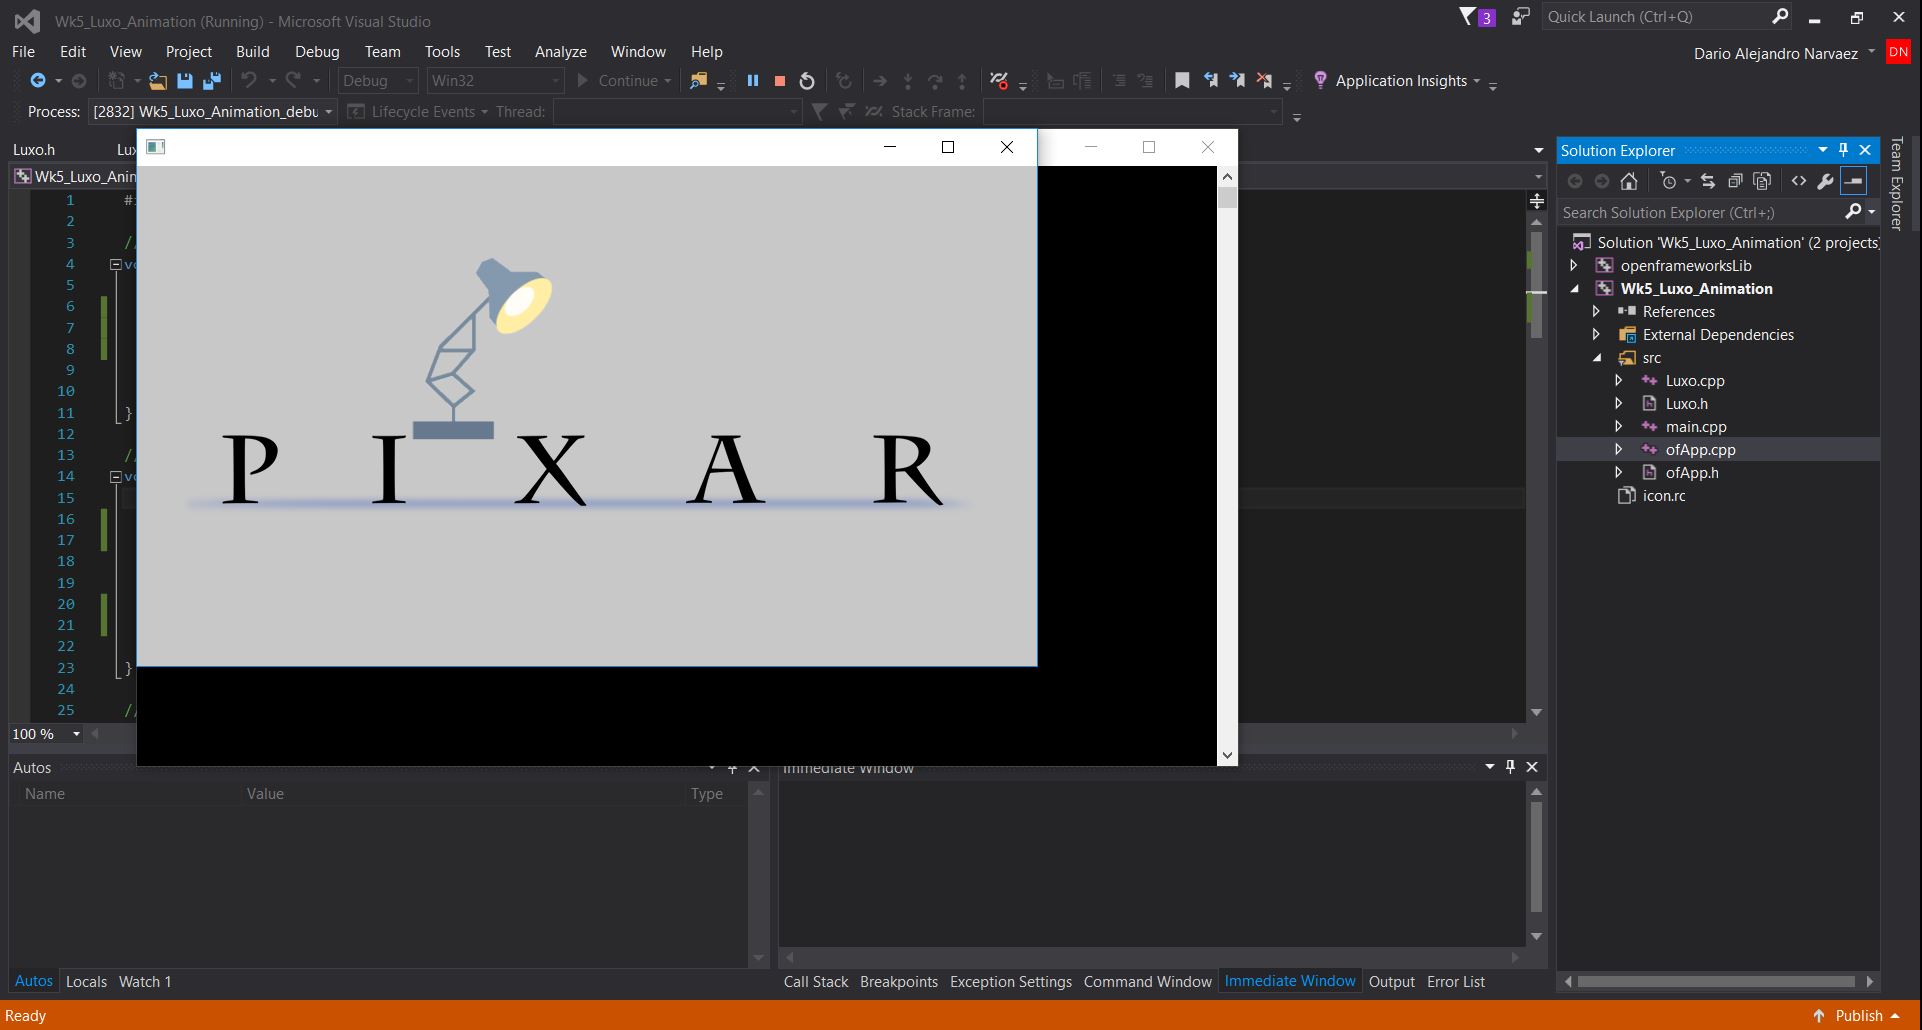 Wk5_Luxo_Animation (Running) - Microsoft Visual Studio
3
Quick Launch (Ctrl+Q)
File Edit View Project Build Debug Team Tools Test Analyze Window Help
Dario Alejandro Narvaez DN
Debug Win32 Continue Application Insights
Process: [2832] Wk5_Luxo_Animation_debu Lifecycle Events Thread: Stack Frame:
Luxo.h Lux
Wk5_Luxo_Anin
Solution Explorer
Team Explorer
Search Solution Explorer (Ctrl+;)
Solution 'Wk5_Luxo_Animation' (2 projects)
openframeworksLib
Wk5_Luxo_Animation
References
External Dependencies
src
Luxo.cpp
Luxo.h
main.cpp
ofApp.cpp
ofApp.h
icon.rc
1 #
2
3 //
4 vo
5
6
7
8
9
10
11 }
12
13 //
14 vo
15
16
17
18
19
20
21
22
23 }
24
25 //
PIXAR
100 %
Autos
Name Value Type
Immediate Window
Autos Locals Watch 1
Call Stack Breakpoints Exception Settings Command Window Immediate Window Output Error List
Ready
Publish